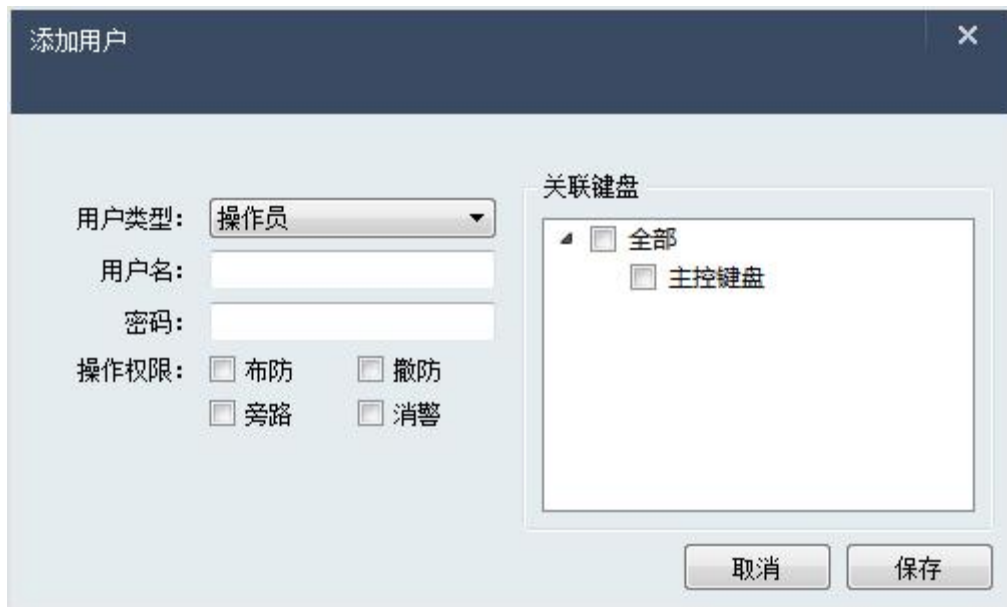 添加用户
用户类型: 操作员
用户名:
密码:
操作权限: 布防 撤防
旁路 消警
关联键盘
全部
主控键盘
取消 保存